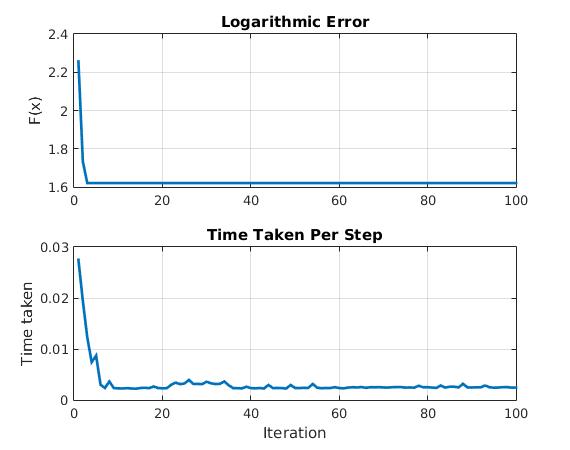 Logarithmic Error
2.4
2.2
2
1.8
1.6
F(x)
0 20 40 60 80 100
Time Taken Per Step
0.03
0.02
0.01
0
Time taken
0 20 40 60 80 100
Iteration